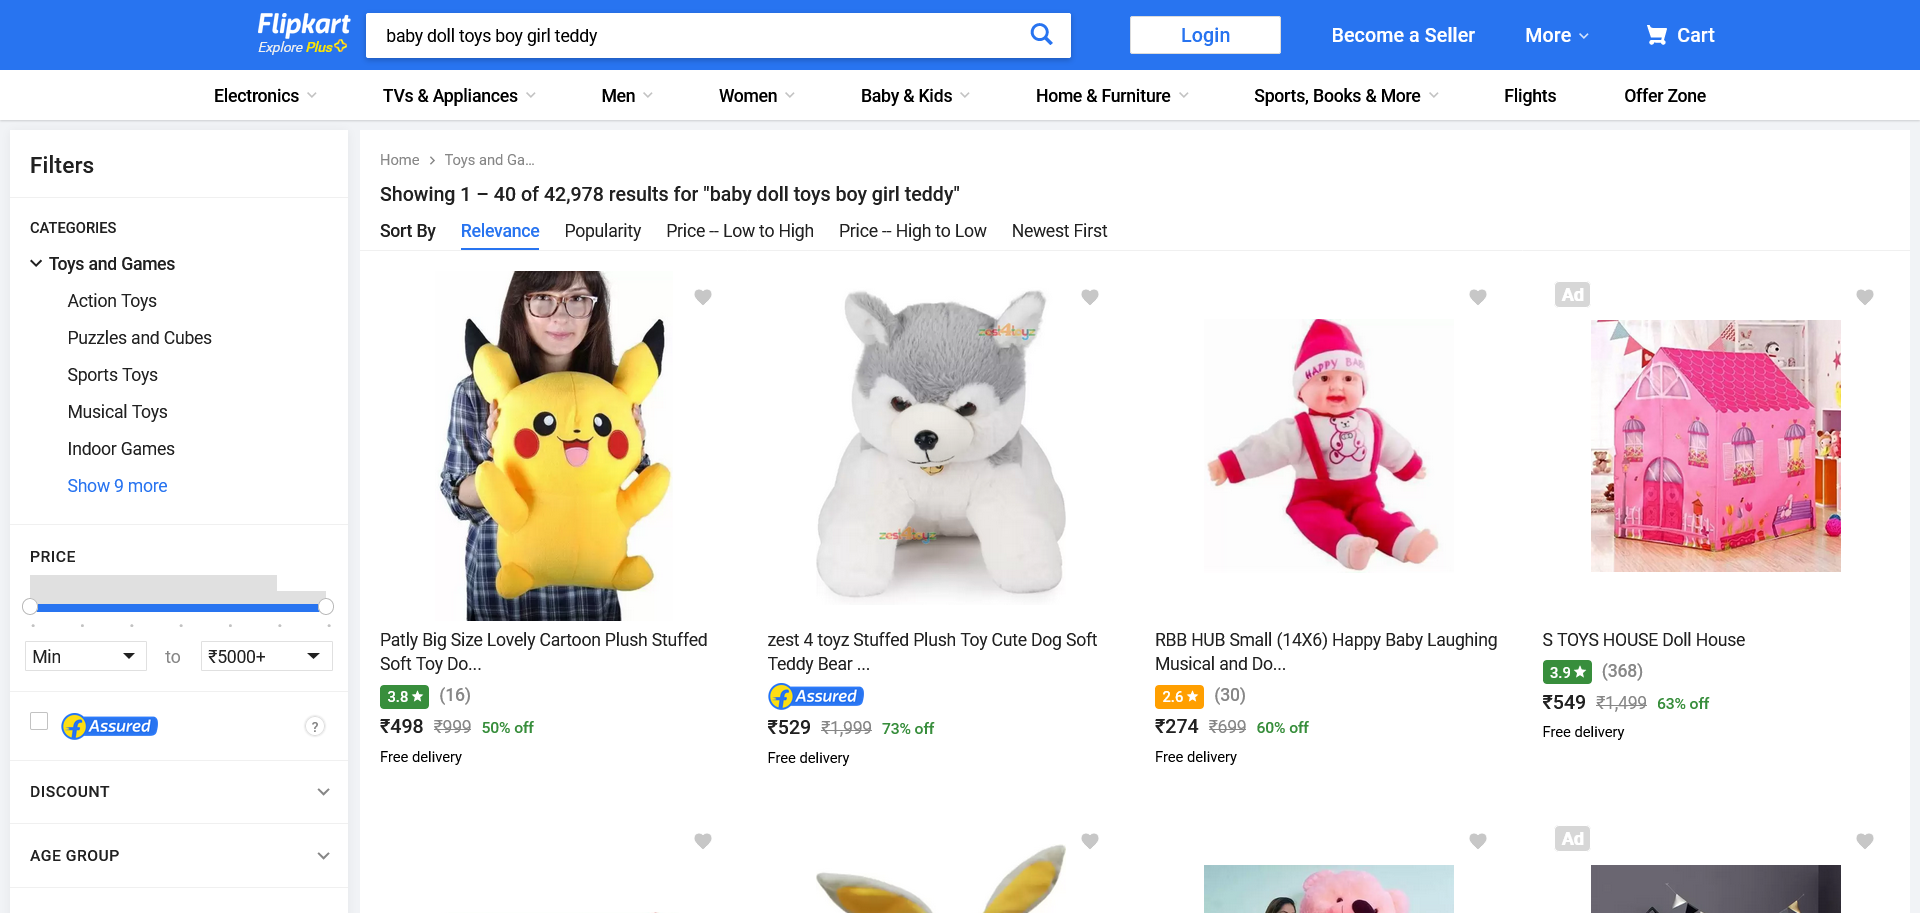 Flipkart
Explore Plus
baby doll toys boy girl teddy
Login
Become a Seller
More
Cart
Electronics
TVs & Appliances
Men
Women
Baby & Kids
Home & Furniture
Sports, Books & More
Flights
Offer Zone
Filters
CATEGORIES
Toys and Games
Action Toys
Puzzles and Cubes
Sports Toys
Musical Toys
Indoor Games
Show 9 more
PRICE
Min
to
₹5000+
Assured
?
DISCOUNT
AGE GROUP
Home > Toys and Ga...
Showing 1 – 40 of 42,978 results for "baby doll toys boy girl teddy"
Sort By Relevance Popularity Price -- Low to High Price -- High to Low Newest First
zest4toyz
zest4toyz
HAPPY BA
Ad
Patly Big Size Lovely Cartoon Plush Stuffed
Soft Toy Do...
3.8 (16)
₹498 ₹999 50% off
Free delivery
zest 4 toyz Stuffed Plush Toy Cute Dog Soft
Teddy Bear ...
Assured
₹529 ₹1,999 73% off
Free delivery
RBB HUB Small (14X6) Happy Baby Laughing
Musical and Do...
2.6 (30)
₹274 ₹699 60% off
Free delivery
S TOYS HOUSE Doll House
3.9 (368)
₹549 ₹1,499 63% off
Free delivery
Ad